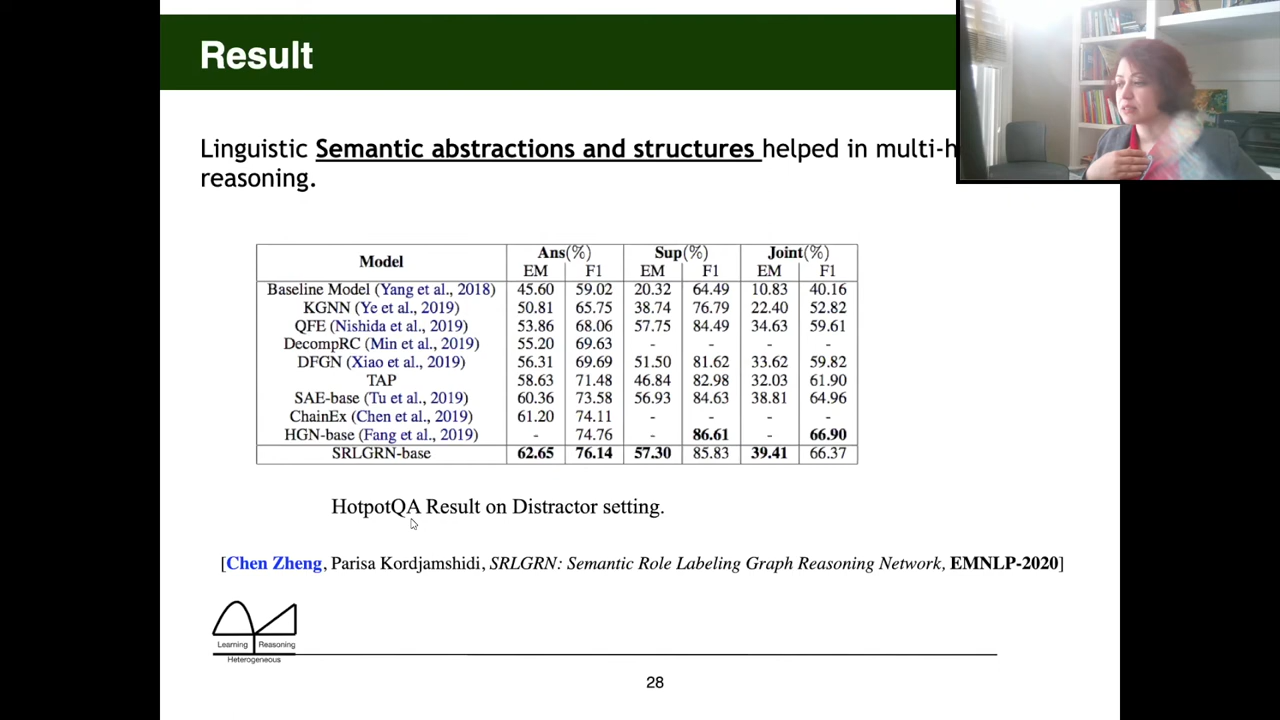 Result
Linguistic Semantic abstractions and structures helped in multi-h
reasoning.
Model Ans(%) Sup(%) Joint(%)
EM F1 EM F1 EM F1
Baseline Model (Yang et al., 2018) 45.60 59.02 20.32 64.49 10.83 40.16
KGNN (Ye et al., 2019) 50.81 65.75 38.74 76.79 22.40 52.82
QFE (Nishida et al., 2019) 53.86 68.06 57.75 84.49 34.63 59.61
DecompRC (Min et al., 2019) 55.20 69.63 - - - -
DFGN (Xiao et al., 2019) 56.31 69.69 51.50 81.62 33.62 59.82
TAP 58.63 71.48 46.84 82.98 32.03 61.90
SAE-base (Tu et al., 2019) 60.36 73.58 56.93 84.63 38.81 64.96
ChainEx (Chen et al., 2019) 61.20 74.11 - - - -
HGN-base (Fang et al., 2019) - 74.76 - 86.61 - 66.90
SRLGRN-base 62.65 76.14 57.30 85.83 39.41 66.37
HotpotQA Result on Distractor setting.
[Chen Zheng, Parisa Kordjamshidi, SRLGRN: Semantic Role Labeling Graph Reasoning Network, EMNLP-2020]
Learning Reasoning
Heterogeneous
28